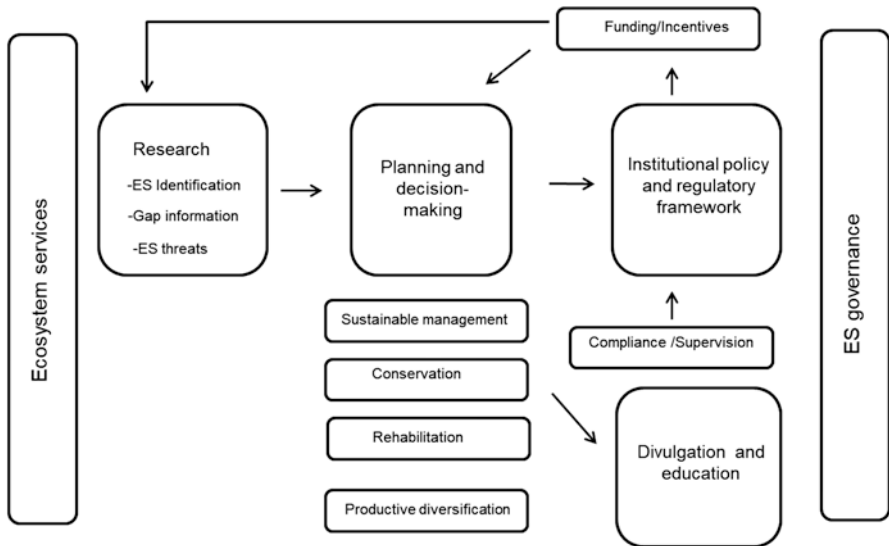 Funding/Incentives
Ecosystem services
Research
-ES Identification
-Gap information
-ES threats
Planning and
decision-
making
Institutional policy
and regulatory
framework
ES governance
Sustainable management
Conservation
Rehabilitation
Productive diversification
Compliance /Supervision
Divulgation and
education